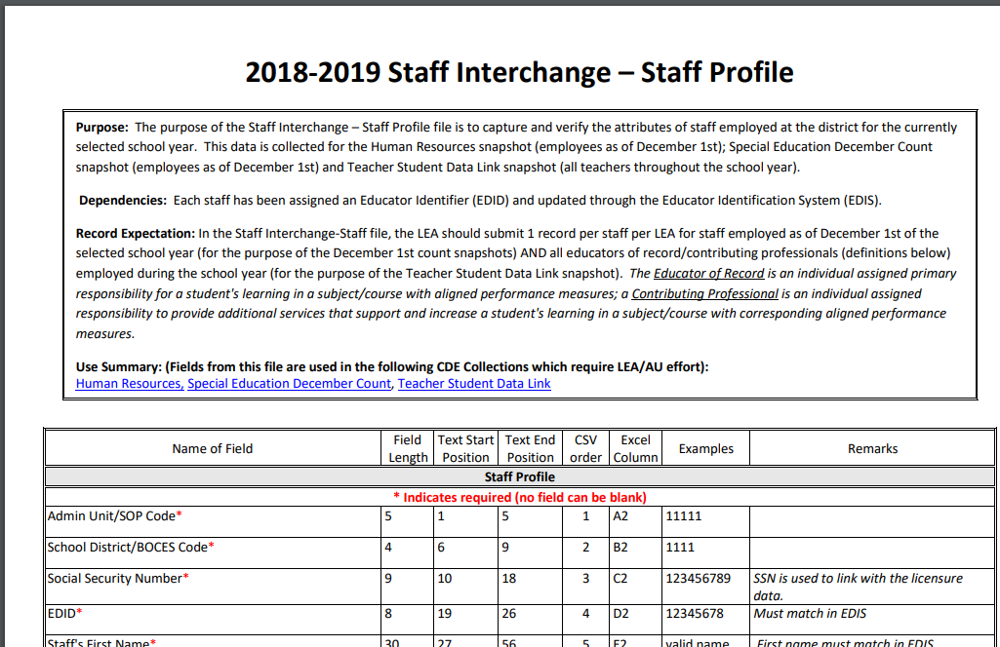 2018-2019 Staff Interchange – Staff Profile
Purpose: The purpose of the Staff Interchange – Staff Profile file is to capture and verify the attributes of staff employed at the district for the currently
selected school year. This data is collected for the Human Resources snapshot (employees as of December 1st); Special Education December Count
snapshot (employees as of December 1st) and Teacher Student Data Link snapshot (all teachers throughout the school year).
Dependencies: Each staff has been assigned an Educator Identifier (EDID) and updated through the Educator Identification System (EDIS).
Record Expectation: In the Staff Interchange-Staff file, the LEA should submit 1 record per staff per LEA for staff employed as of December 1st of the
selected school year (for the purpose of the December 1st count snapshots) AND all educators of record/contributing professionals (definitions below)
employed during the school year (for the purpose of the Teacher Student Data Link snapshot). The Educator of Record is an individual assigned primary
responsibility for a student's learning in a subject/course with aligned performance measures; a Contributing Professional is an individual assigned
responsibility to provide additional services that support and increase a student's learning in a subject/course with corresponding aligned performance
measures.
Use Summary: (Fields from this file are used in the following CDE Collections which require LEA/AU effort):
Human Resources, Special Education December Count, Teacher Student Data Link
Name of Field Field Length Text Start Position Text End Position CSV order Excel Column Examples Remarks
Staff Profile
* Indicates required (no field can be blank)
Admin Unit/SOP Code* 5 1 5 1 A2 11111
School District/BOCES Code* 4 6 9 2 B2 1111
Social Security Number* 9 10 18 3 C2 123456789 SSN is used to link with the licensure
data.
EDID* 8 19 26 4 D2 12345678 Must match in EDIS
Staff's First Name* 30 27 56 5 E2 valid name First name must match in EDIS